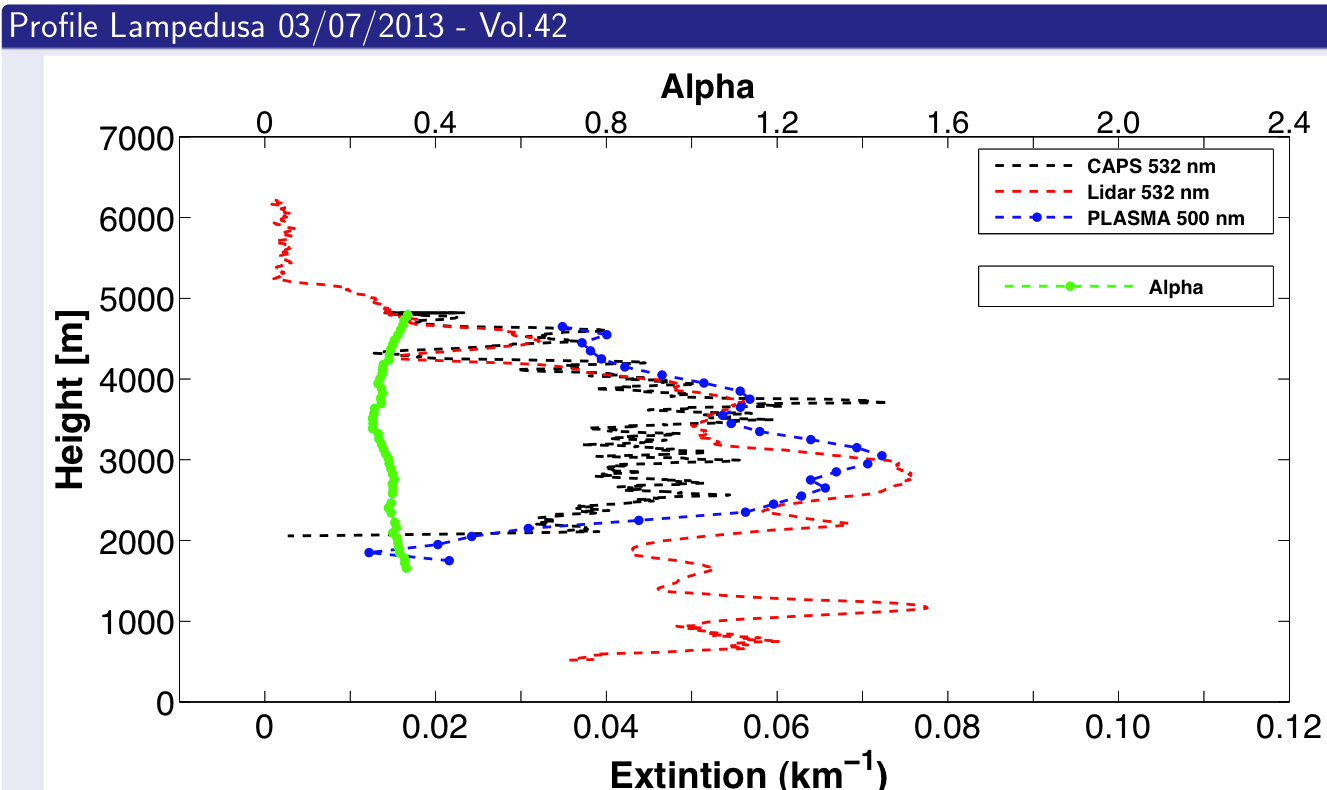 Profile Lampedusa 03/07/2013 - Vol.42
Alpha
0 0.4 0.8 1.2 1.6 2.0 2.4
7000
6000
5000
4000
3000
2000
1000
0
Height [m]
CAPS 532 nm
Lidar 532 nm
PLASMA 500 nm
Alpha
0 0.02 0.04 0.06 0.08 0.10 0.12
Extintion (km⁻¹)